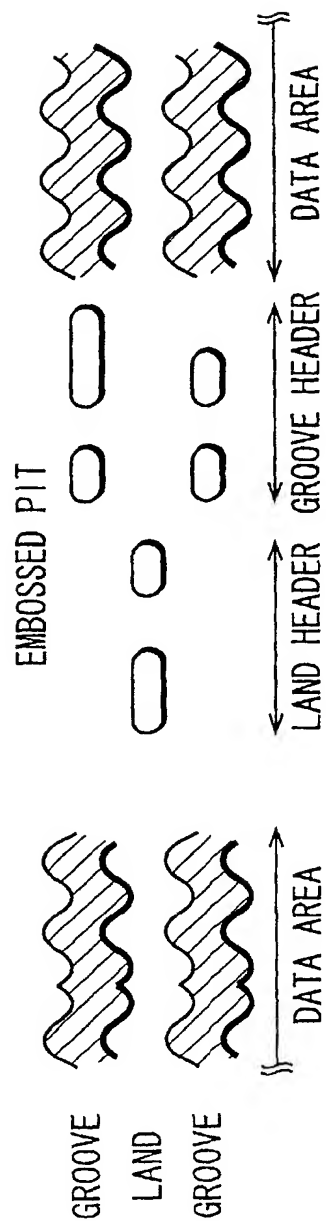 EMBOSSED PIT
GROOVE
LAND
GROOVE
DATA AREA
LAND HEADER
GROOVE HEADER
DATA AREA